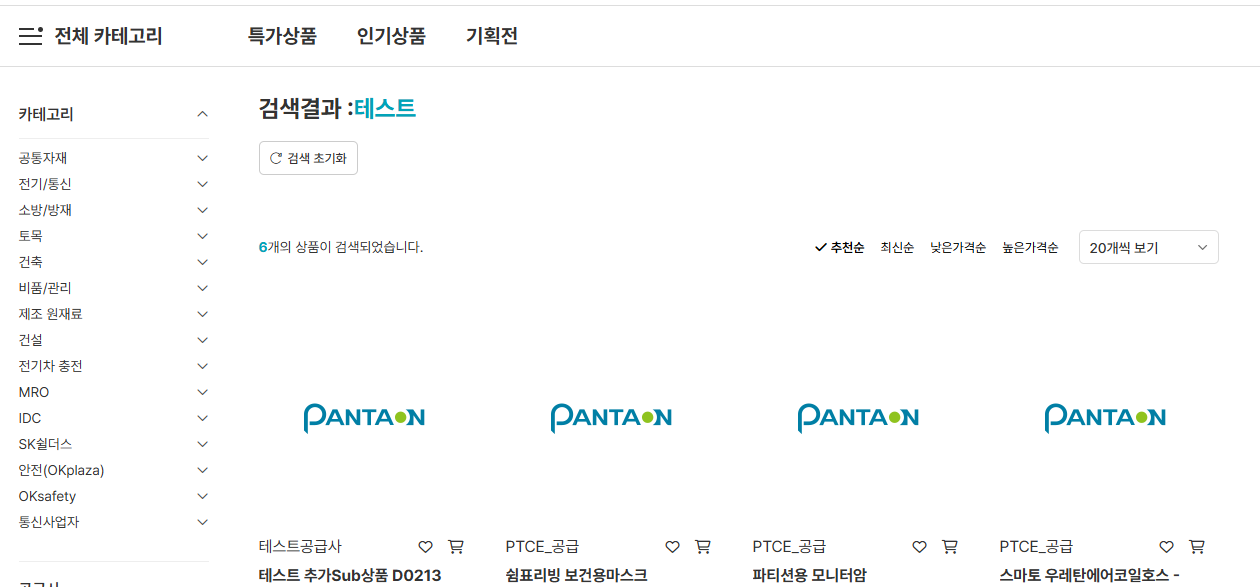 전체 카테고리
특가상품 인기상품 기획전
카테고리
공통자재
전기/통신
소방/방재
토목
건축
비품/관리
제조 원재료
건설
전기차 충전
MRO
IDC
SK쉴더스
안전(OKplaza)
OKsafety
통신사업자
검색결과 :테스트
검색 초기화
6개의 상품이 검색되었습니다.
추천순 최신순 낮은가격순 높은가격순 20개씩 보기
PANTAON PANTAON PANTAON PANTAON
테스트공급사 PTCE_공급 PTCE_공급 PTCE_공급
테스트 추가Sub상품 D0213 쉼표리빙 보건용마스크 파티션용 모니터암 스마토 우레탄에어코일호스 -